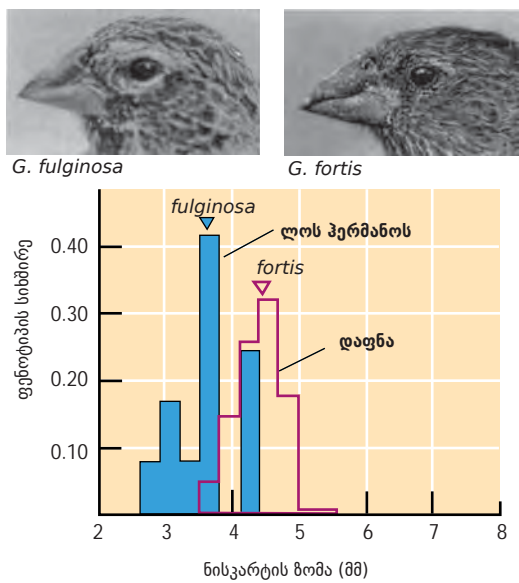 G. fulginosa
G. fortis
fulginosa
ლოს ჰერმანოს
fortis
დაფნა
ფენოტიპის სიხშირე
0.40
0.30
0.20
0.10
2 3 4 5 6 7 8
ნისკარტის ზომა (მმ)